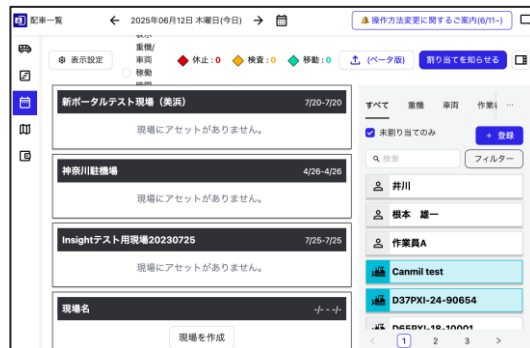 配車一覧
2025年06月12日 木曜日(今日)
操作方法変更に関するご案内(6/11~)
表示設定
重機/
車両
稼働
休止：0
検査：0
移動：0
(ベータ版)
割り当てを知らせる
新ポータルテスト現場（美浜） 7/20-7/20
現場にアセットがありません。
神奈川駐機場 4/26-4/26
現場にアセットがありません。
Insightテスト用現場20230725 7/25-7/25
現場にアセットがありません。
現場名 -/- - -/-
現場を作成
すべて 重機 車両 作業
未割り当てのみ
+ 登録
検索
フィルター
井川
根本 雄一
作業員A
Canmil test
D37PXI-24-90654
D65PXI-18-10001
1 2 3